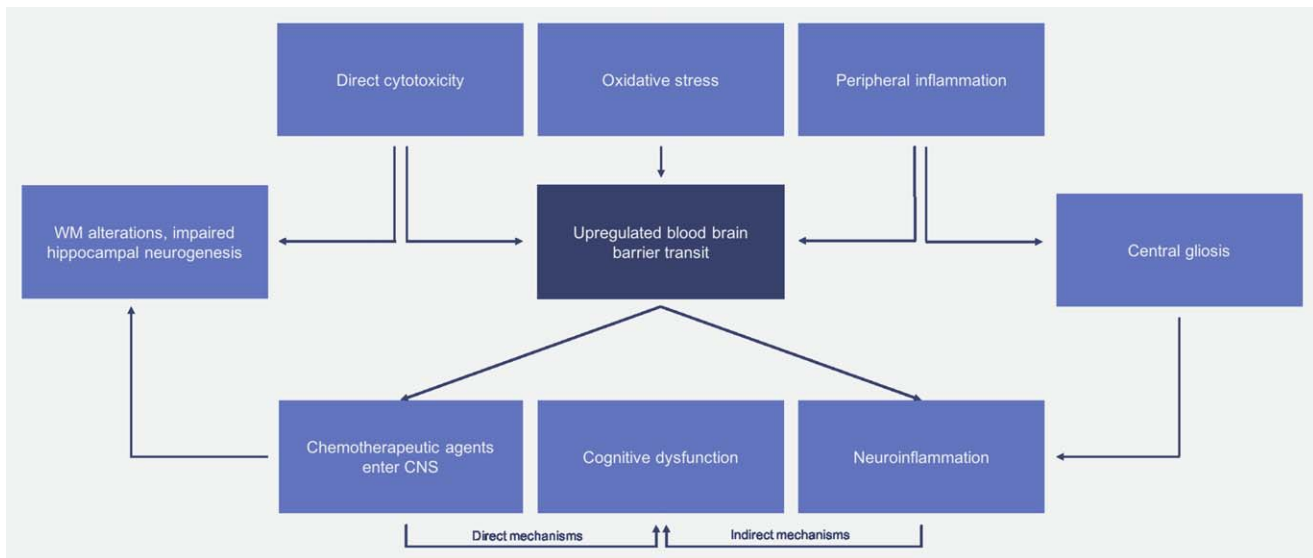 Direct cytotoxicity
Oxidative stress
Peripheral inflammation
WM alterations, impaired
hippocampal neurogenesis
Upregulated blood brain
barrier transit
Central gliosis
Chemotherapeutic agents
enter CNS
Cognitive dysfunction
Neuroinflammation
Direct mechanisms
Indirect mechanisms